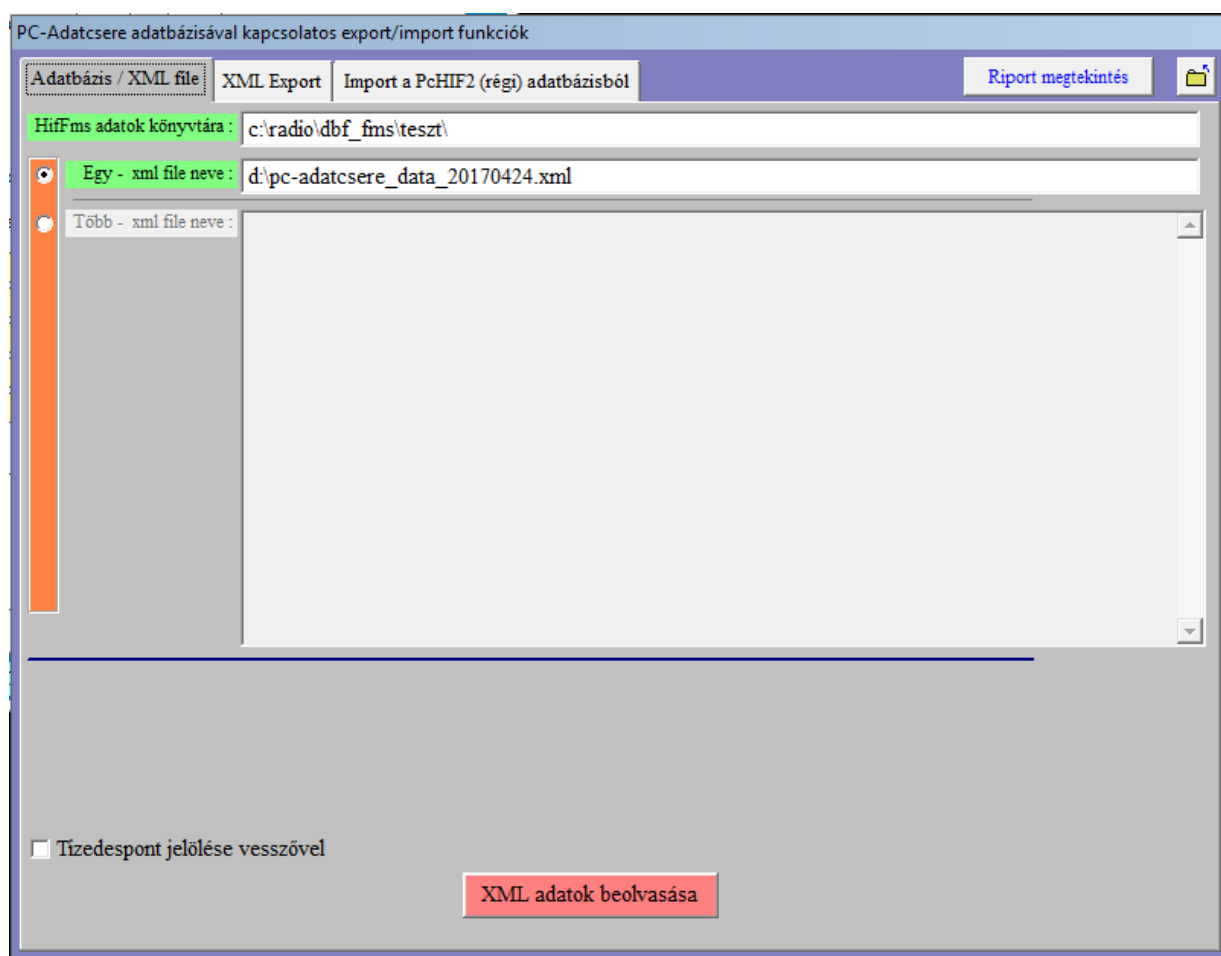 PC-Adatcsere adatbázisával kapcsolatos export/import funkciók
Adatbázis / XML file XML Export Import a PcHIF2 (régi) adatbázisból Riport megtekintés
HifFms adatok könyvtára : c:\radio\dbf_fms\teszt\
Egy - xml file neve : d:\pc-adatcsere_data_20170424.xml
Több - xml file neve :
Tizedespont jelölése vesszővel
XML adatok beolvasása